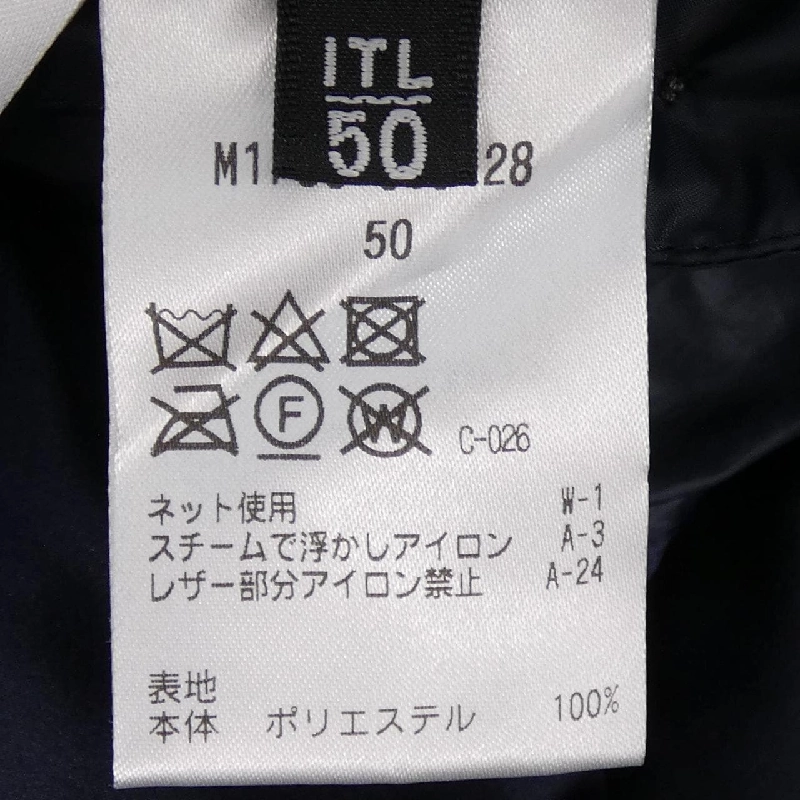 ITL
50
28
50
F
W
C-026
ネット使用 W-1
スチームで浮かしアイロン A-3
レザー部分アイロン禁止 A-24
表地
本体 ポリエステル 100%